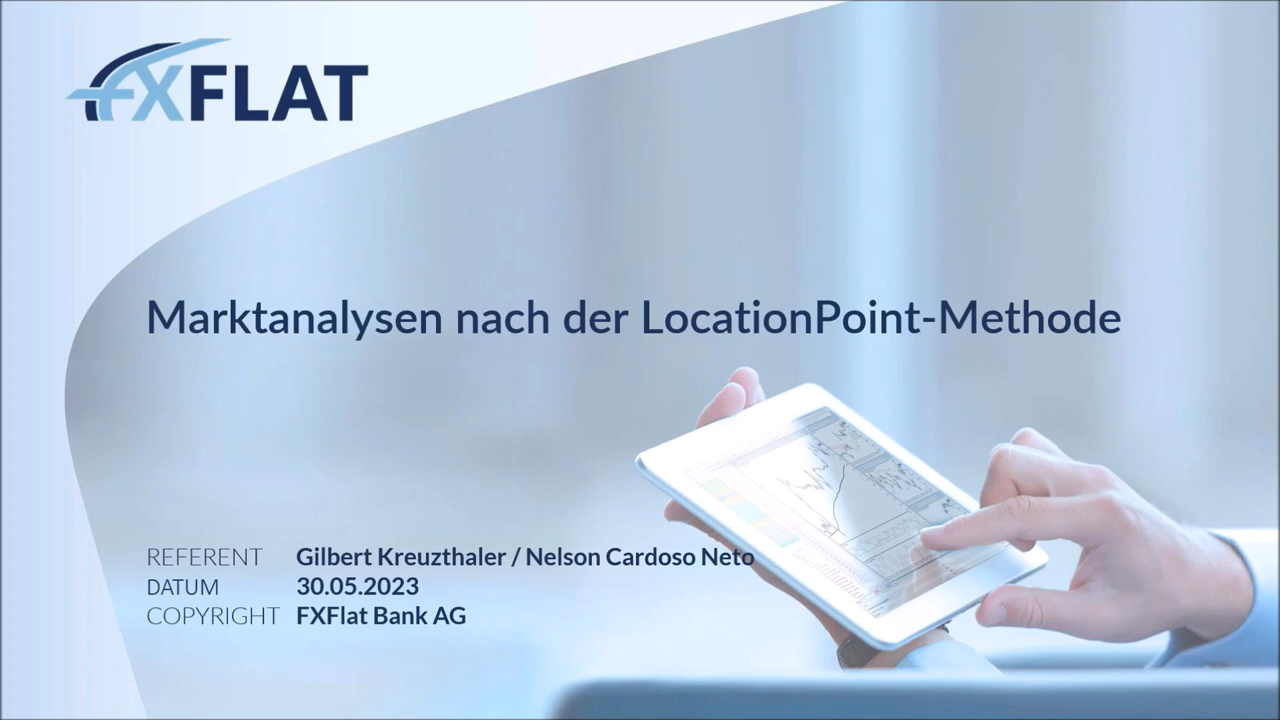 FXFLAT
Marktanalysen nach der LocationPoint-Methode
REFERENT Gilbert Kreuzthaler / Nelson Cardoso Neto
DATUM 30.05.2023
COPYRIGHT FXFlat Bank AG